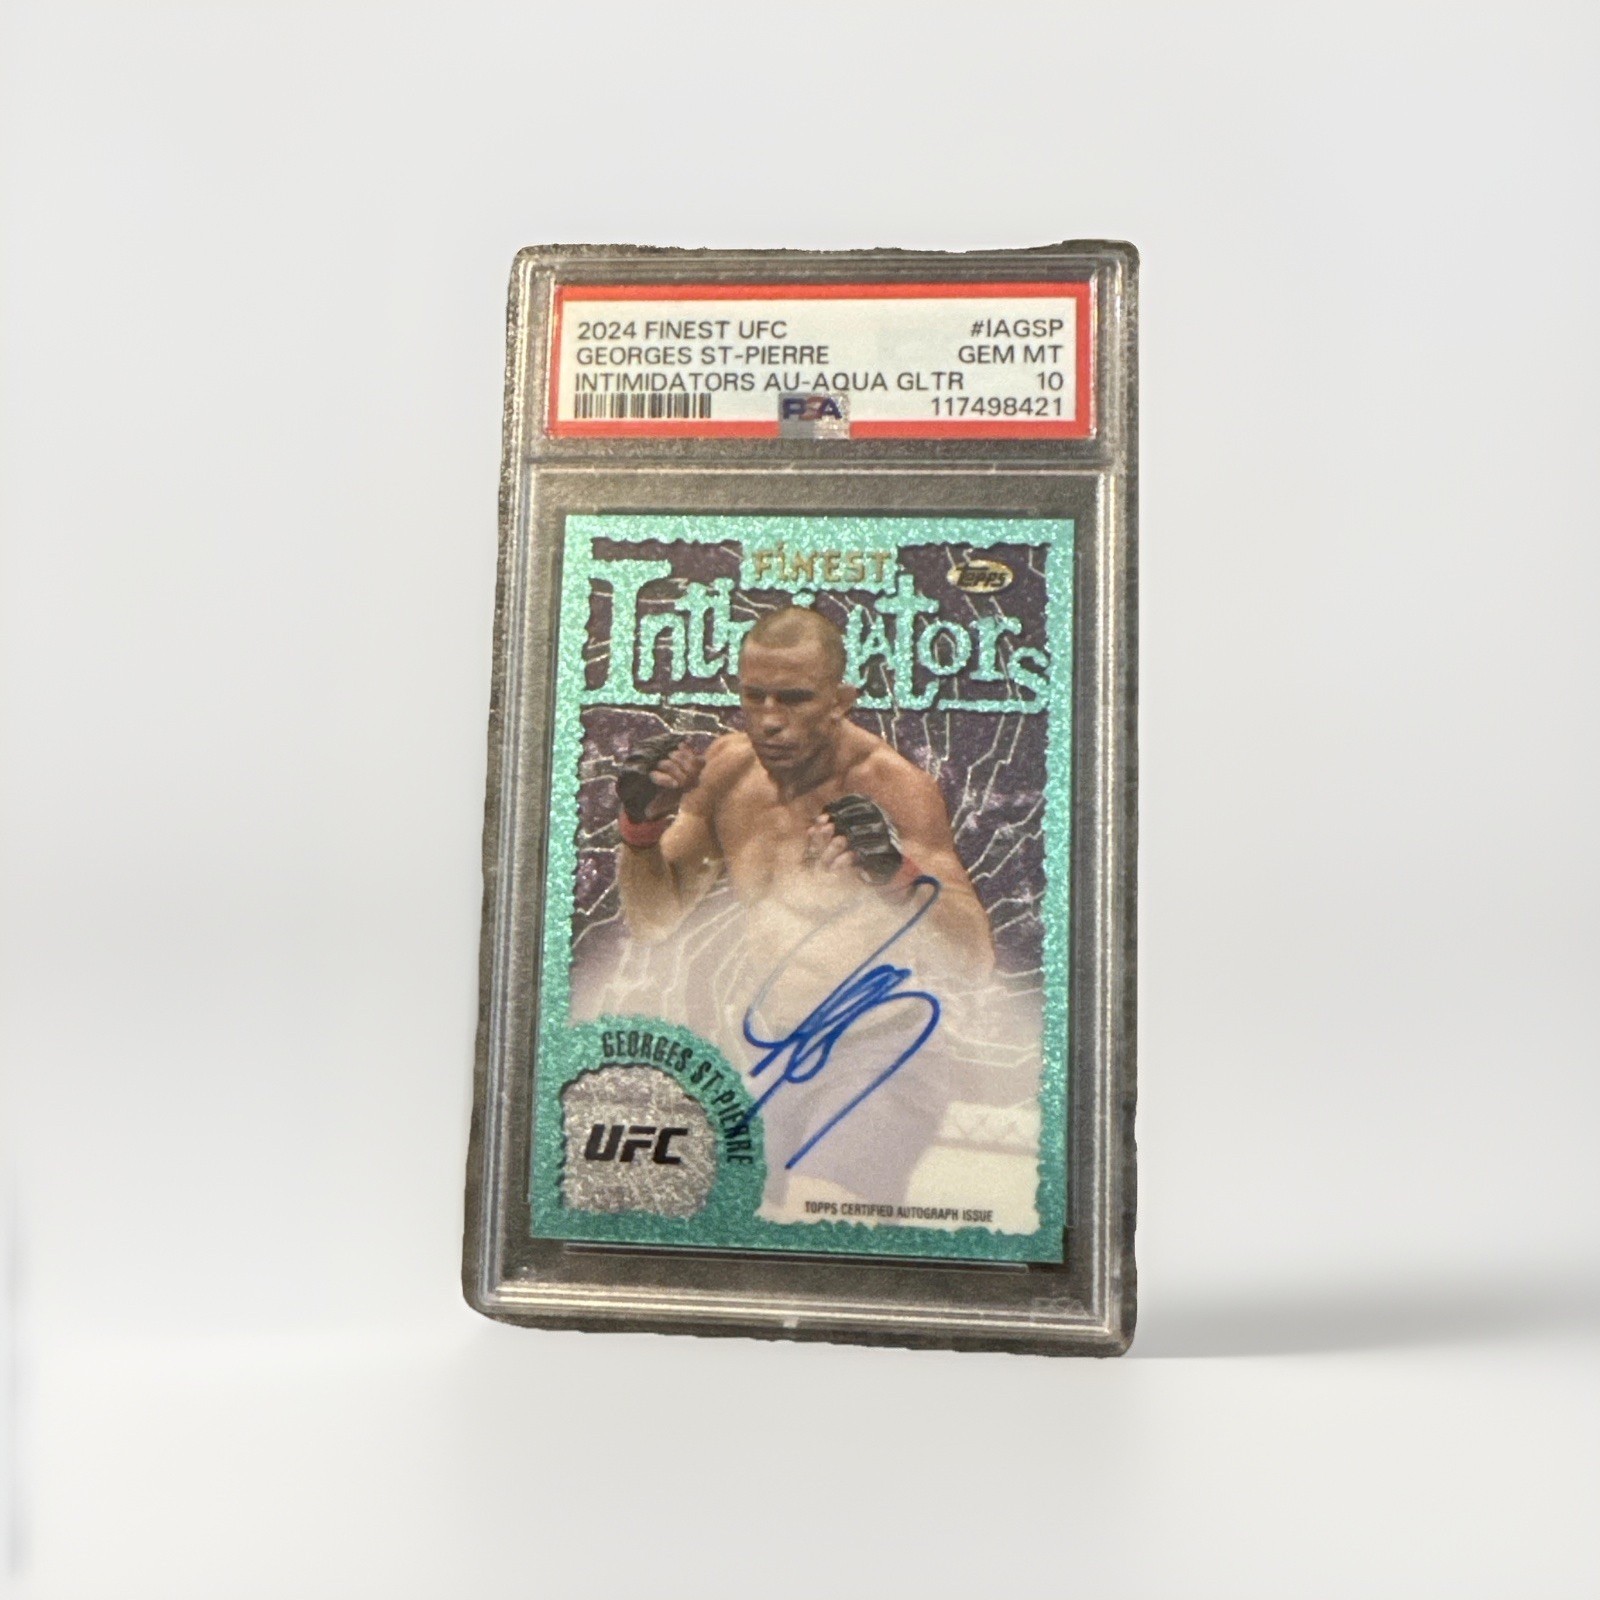 2024 FINEST UFC #IAGSP
GEORGES ST-PIERRE GEM MT
INTIMIDATORS AU-AQUA GLTR 10
PSA 117498421
FINEST
TOPPS
Intimidators
GEORGES ST-PIERRE
UFC
TOPPS CERTIFIED AUTOGRAPH ISSUE
PSA